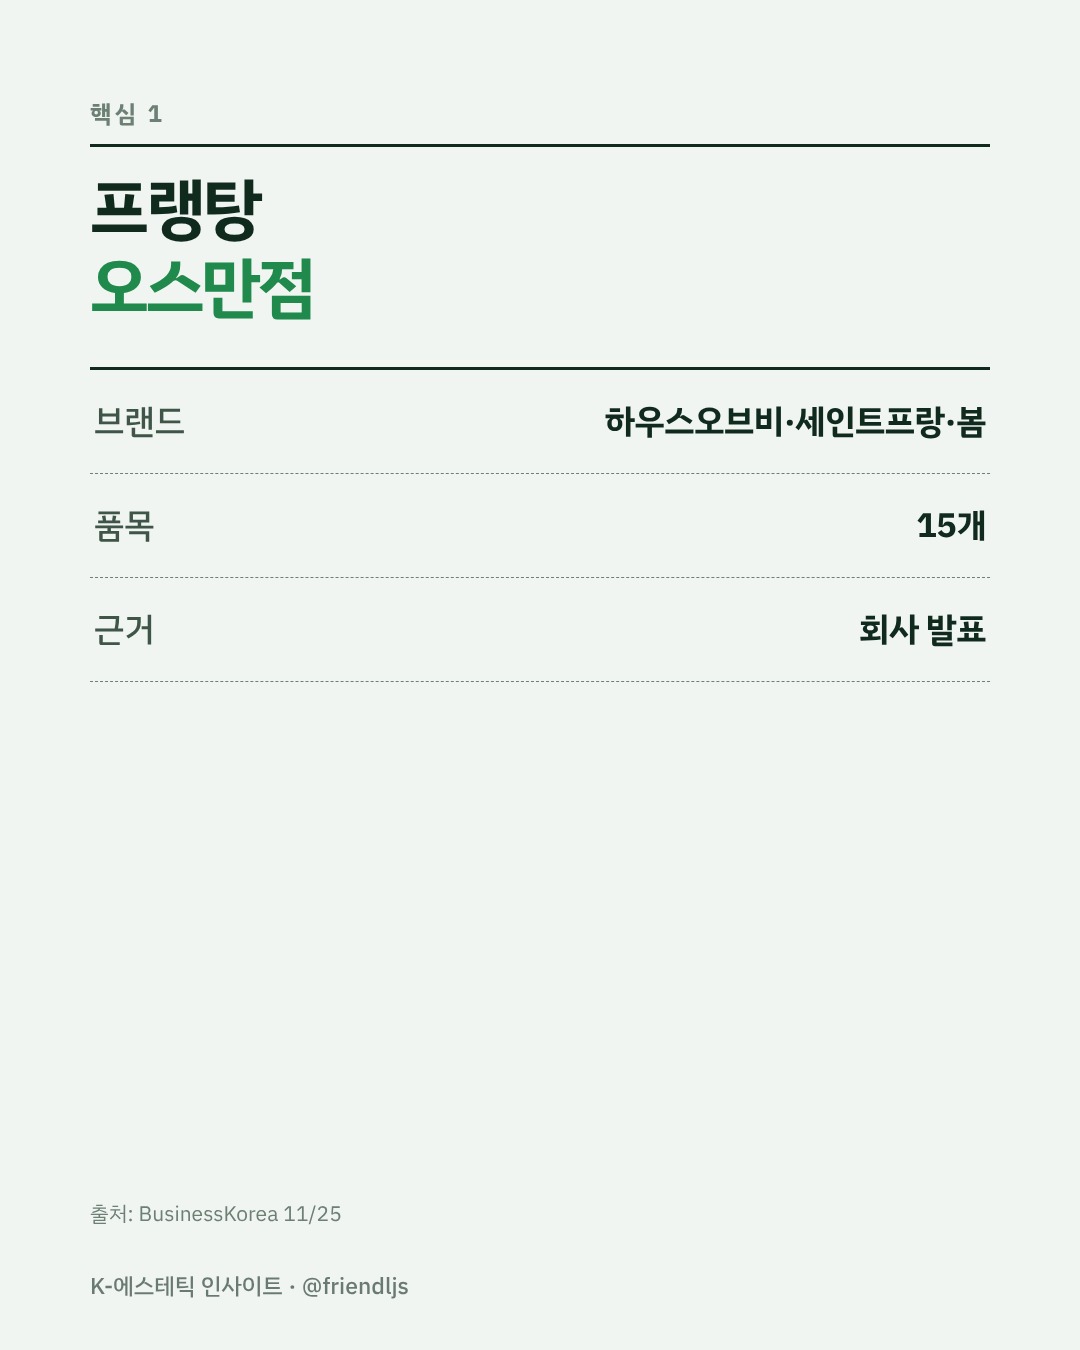 핵심 1
프랭탕
오스만점
브랜드 하우스오브비·세인트프랑·봄
품목 15개
근거 회사 발표
출처: BusinessKorea 11/25
K-에스테틱 인사이트 · @friendljs